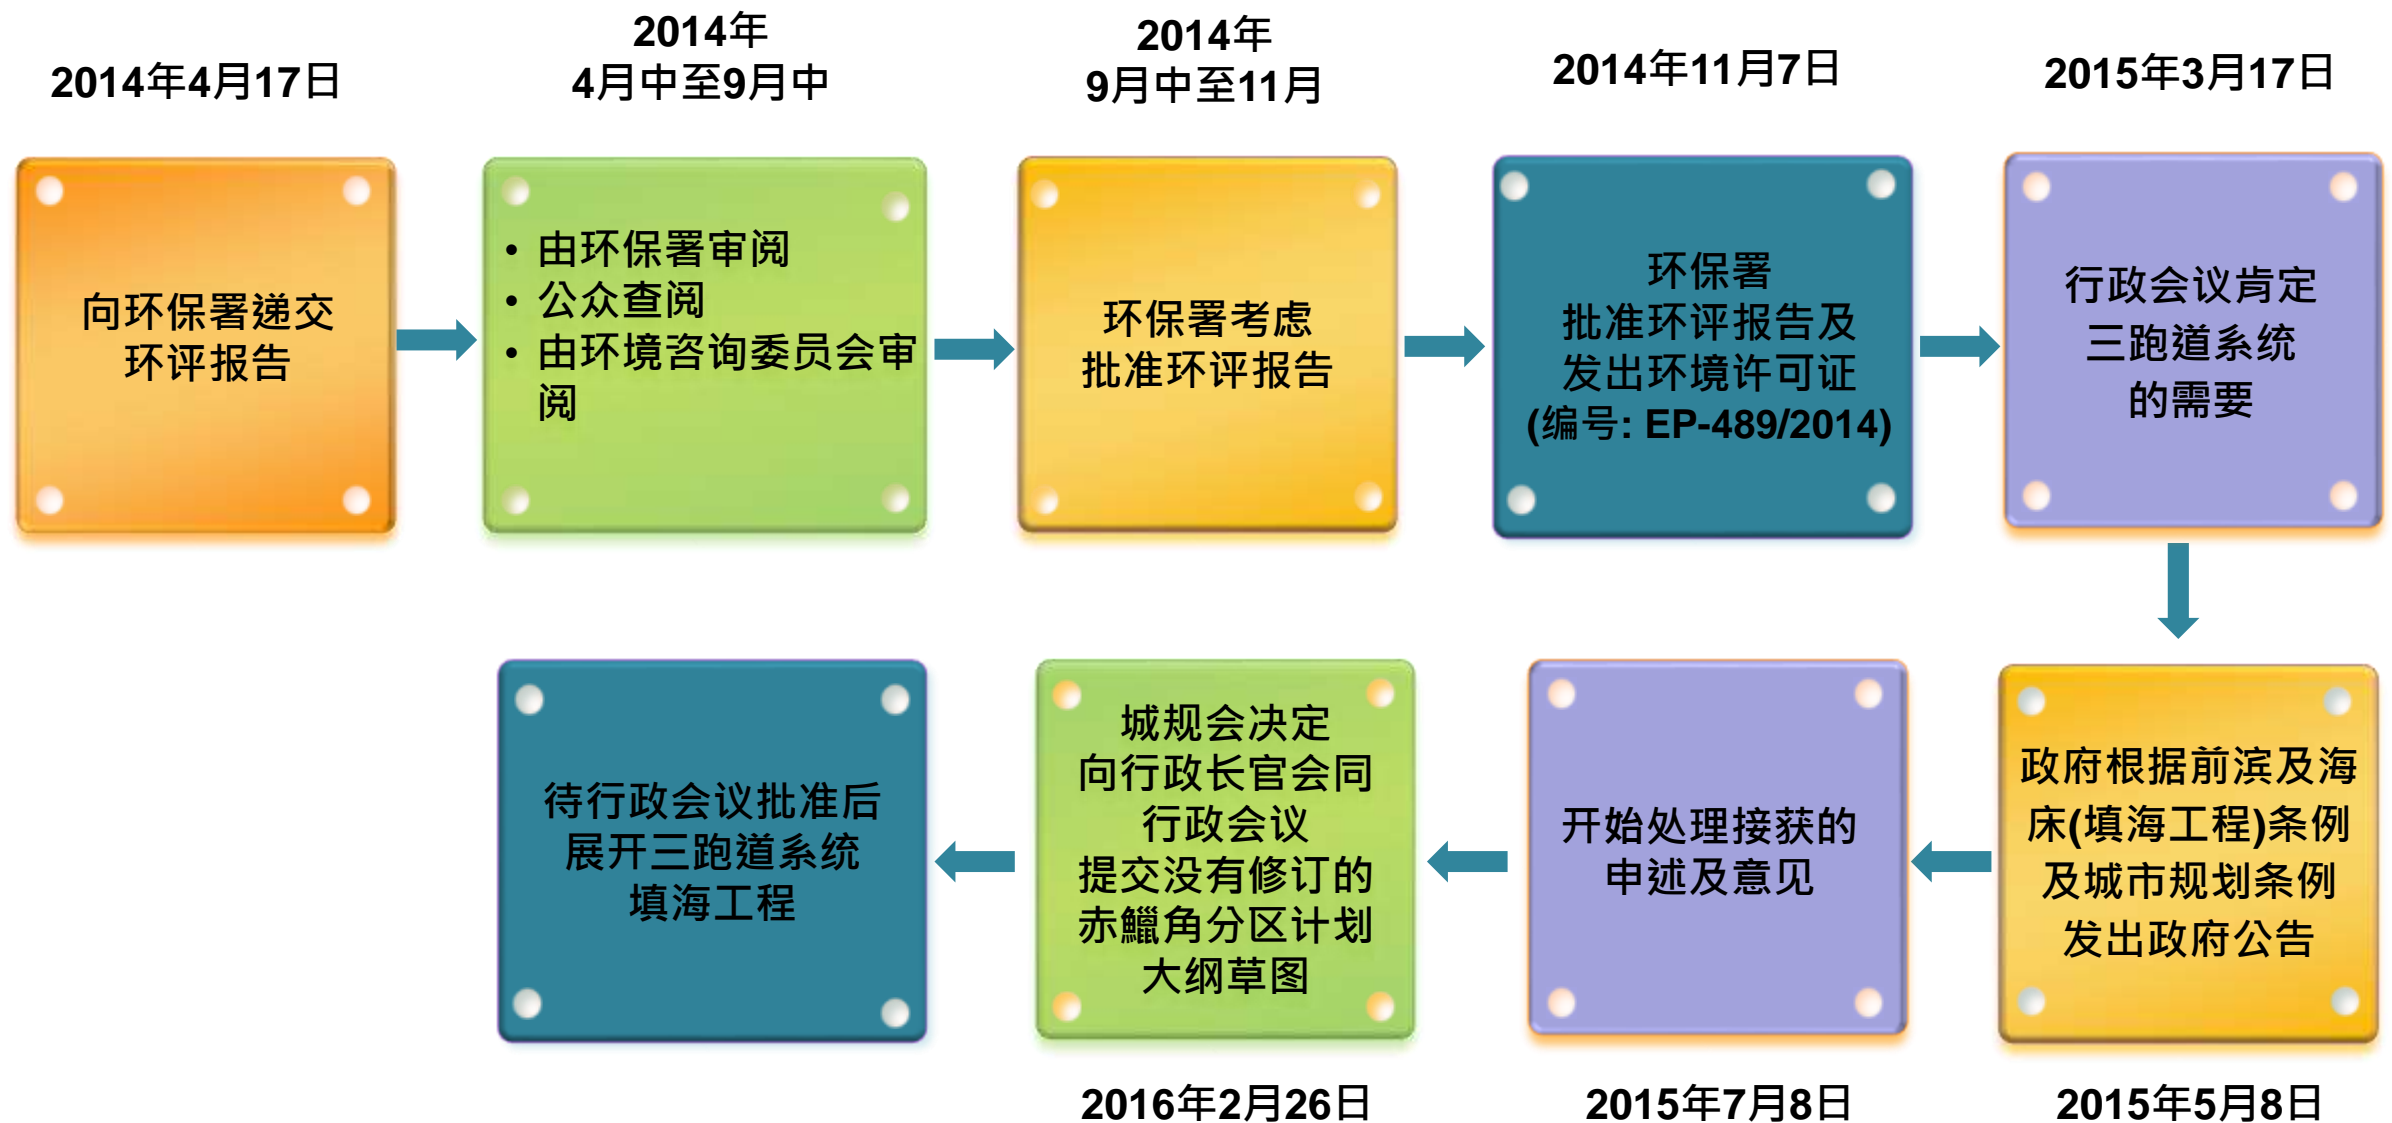 2014年4月17日
2014年
4月中至9月中
2014年
9月中至11月
2014年11月7日
2015年3月17日
向环保署递交
环评报告
• 由环保署审阅
• 公众查阅
• 由环境咨询委员会审
阅
环保署考虑
批准环评报告
环保署
批准环评报告及
发出环境许可证
(编号: EP-489/2014)
行政会议肯定
三跑道系统
的需要
政府根据前滨及海
床(填海工程)条例
及城市规划条例
发出政府公告
开始处理接获的
申述及意见
城规会决定
向行政长官会同
行政会议
提交没有修订的
赤鱲角分区计划
大纲草图
待行政会议批准后
展开三跑道系统
填海工程
2016年2月26日
2015年7月8日
2015年5月8日